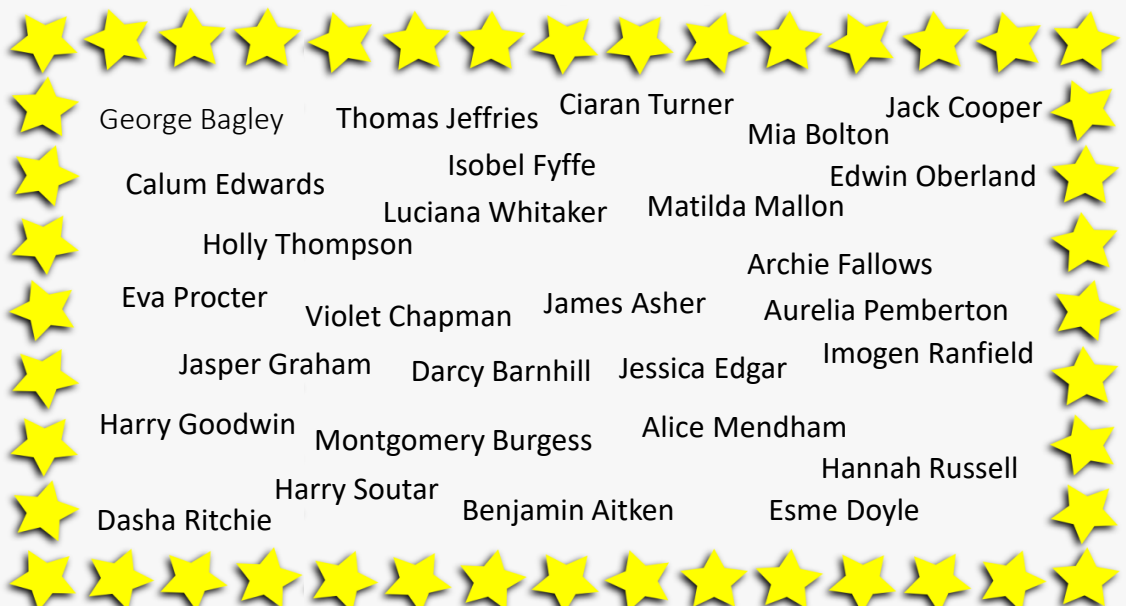 George Bagley
Thomas Jeffries
Ciaran Turner
Jack Cooper
Mia Bolton
Isobel Fyffe
Calum Edwards
Edwin Oberland
Luciana Whitaker
Matilda Mallon
Holly Thompson
Archie Fallows
Eva Procter
Violet Chapman
James Asher
Aurelia Pemberton
Jasper Graham
Darcy Barnhill
Jessica Edgar
Imogen Ranfield
Harry Goodwin
Montgomery Burgess
Alice Mendham
Hannah Russell
Harry Soutar
Dasha Ritchie
Benjamin Aitken
Esme Doyle